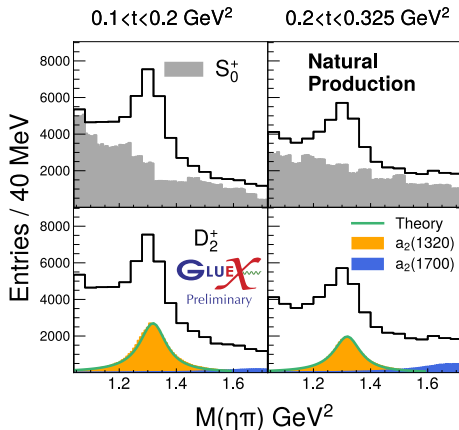 0.1<t<0.2 GeV²
0.2<t<0.325 GeV²
Entries / 40 MeV
8000
6000
4000
2000
S₀⁺
Natural
Production
8000
6000
4000
2000
D₂⁺
GLUEX
Preliminary
Theory
a₂(1320)
a₂(1700)
1.2
1.4
1.6
1.2
1.4
1.6
M(ηπ) GeV²